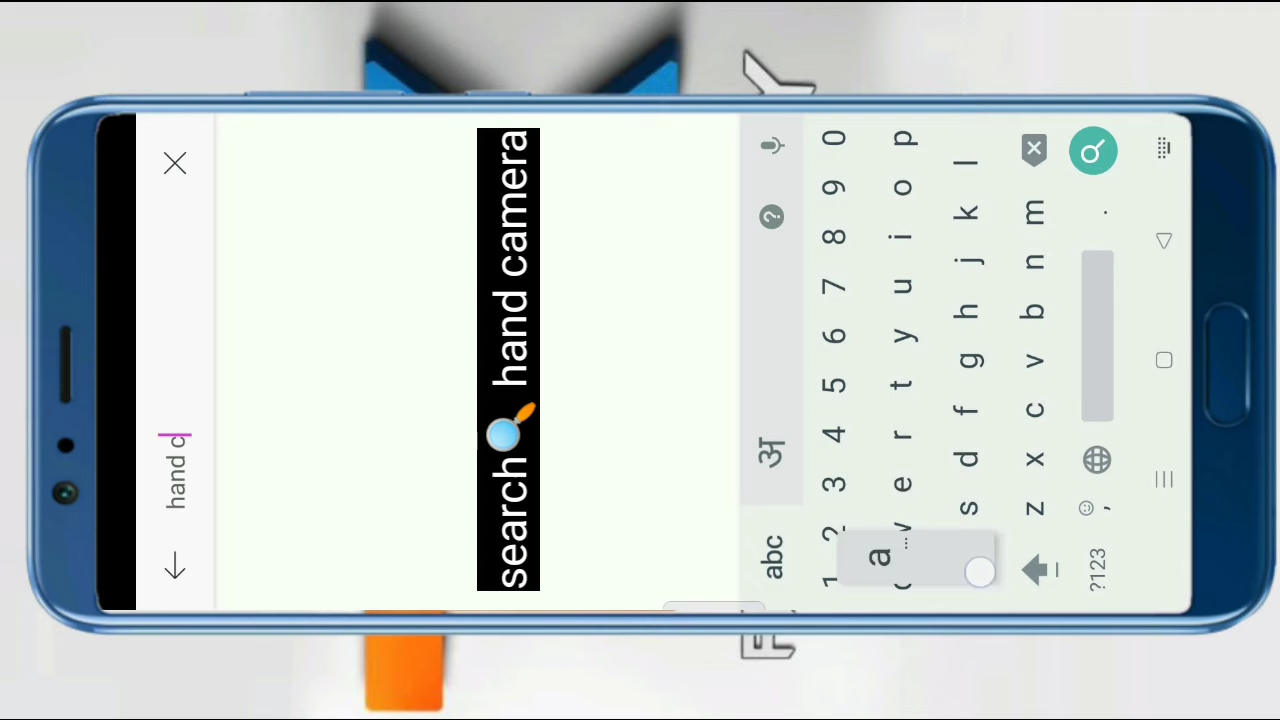 hand c
search 🔍 hand camera
abc अ
1 2 3 4 5 6 7 8 9 0
e r t y u i o p
a
s d f g h j k l
z x c v b n m
?123 , .